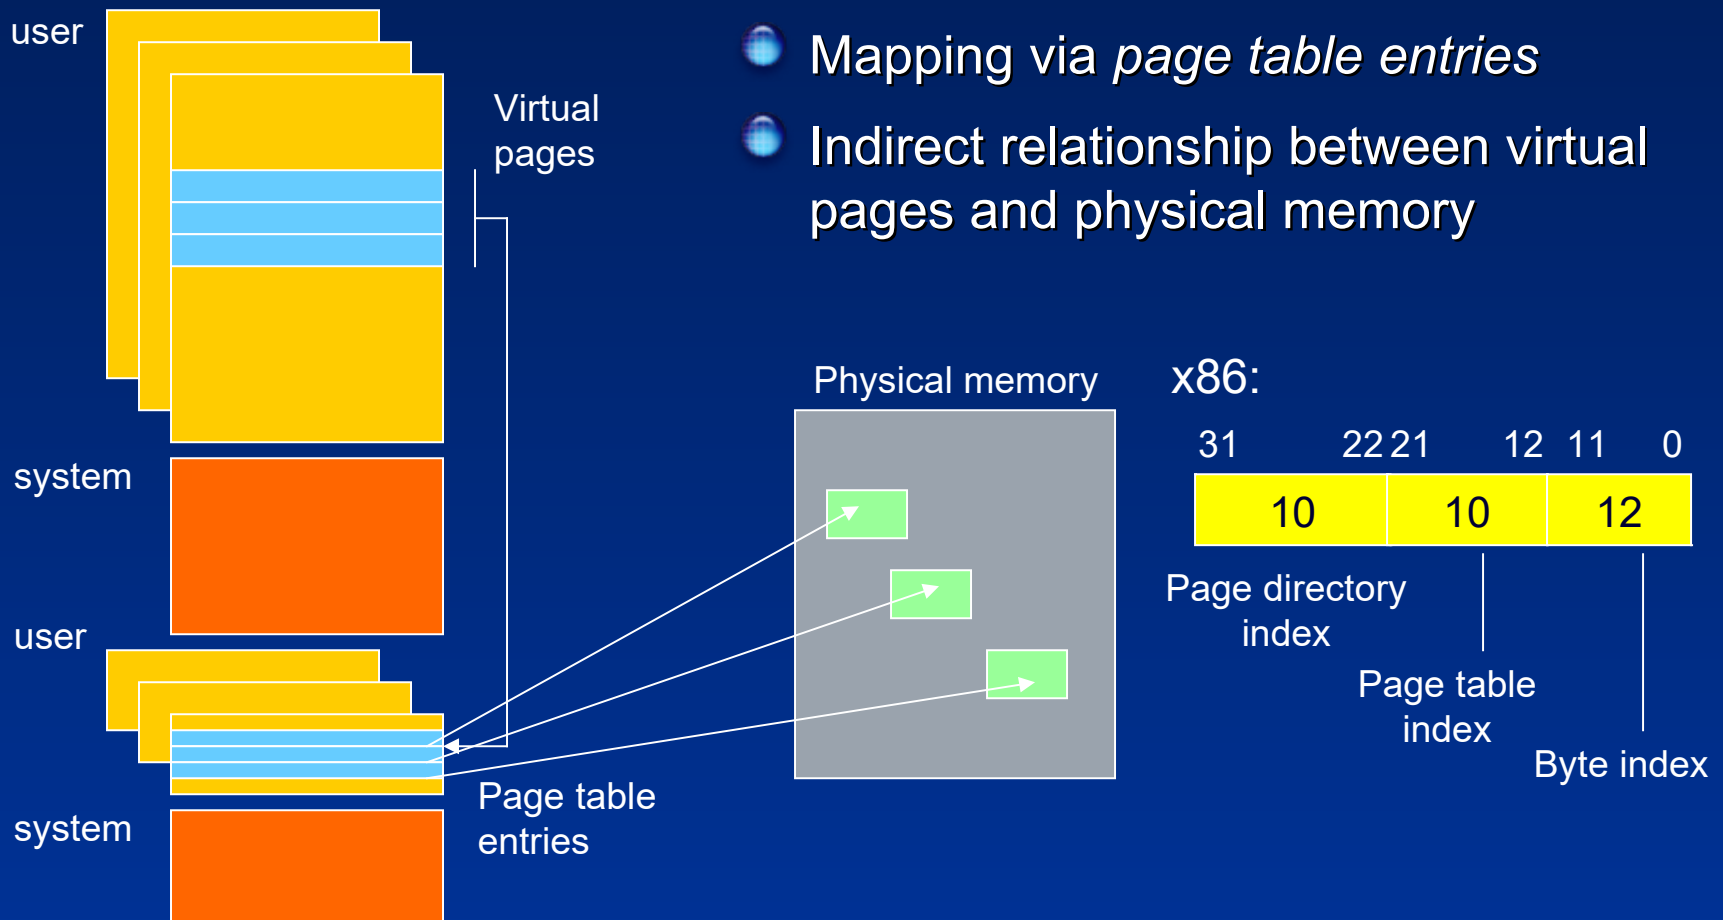 user
Virtual
pages
system
user
Page table
entries
system
Mapping via page table entries
Indirect relationship between virtual
pages and physical memory
Physical memory
x86:
31 22 21 12 11 0
10 10 12
Page directory
index
Page table
index
Byte index